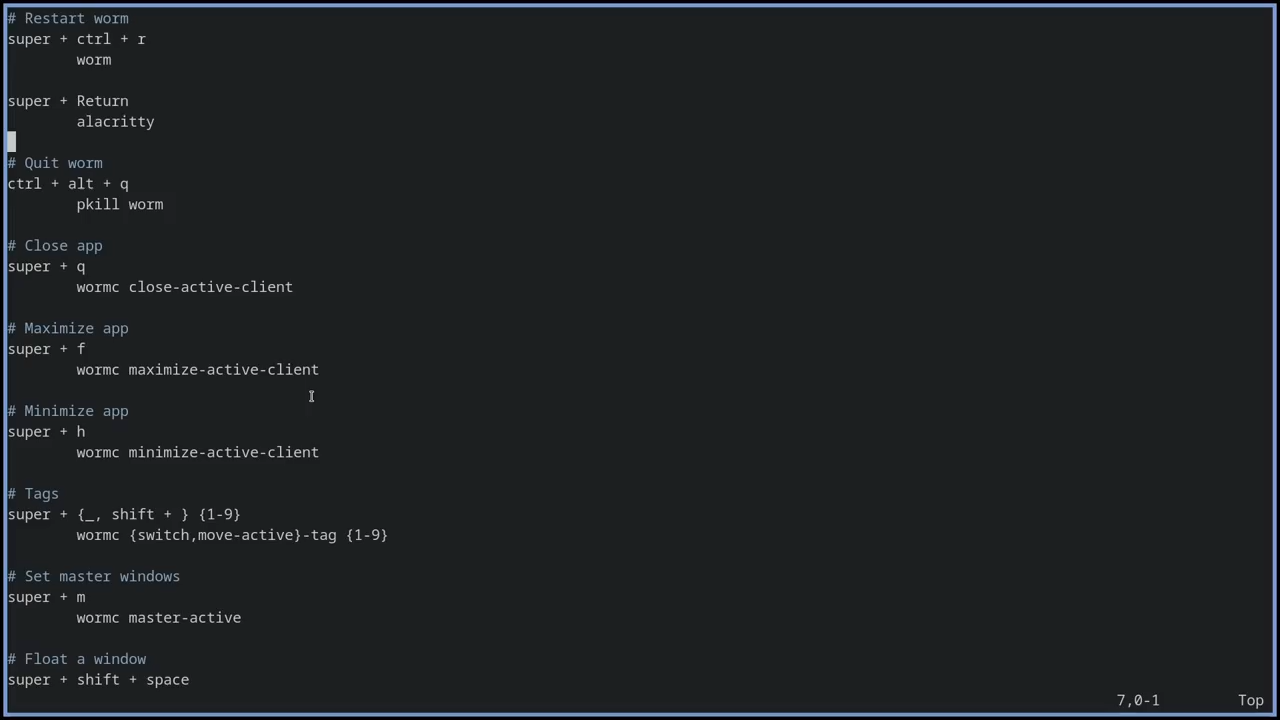 # Restart worm
super + ctrl + r
worm
super + Return
alacritty
# Quit worm
ctrl + alt + q
pkill worm
# Close app
super + q
wormc close-active-client
# Maximize app
super + f
wormc maximize-active-client
# Minimize app
super + h
wormc minimize-active-client
# Tags
super + {_, shift + } {1-9}
wormc {switch,move-active}-tag {1-9}
# Set master windows
super + m
wormc master-active
# Float a window
super + shift + space
7,0-1 Top